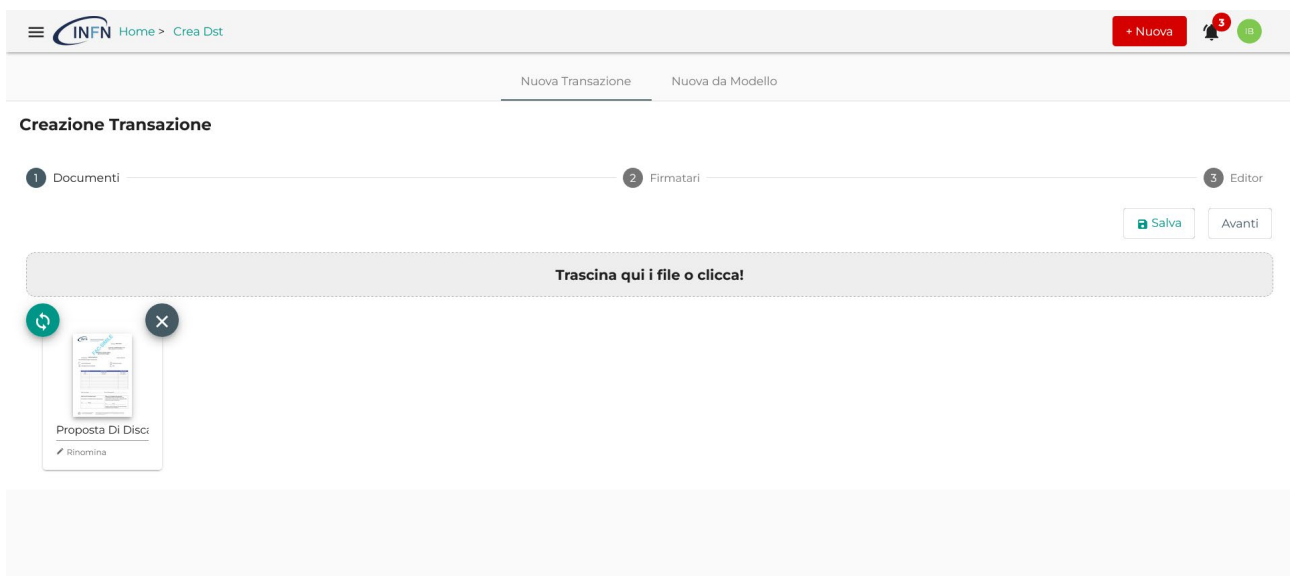 INFN Home > Crea Dst + Nuova 3 IB
Nuova Transazione Nuova da Modello
Creazione Transazione
1 Documenti 2 Firmatari 3 Editor
Salva Avanti
Trascina qui i file o clicca!
Proposta Di Disca
Rinomina